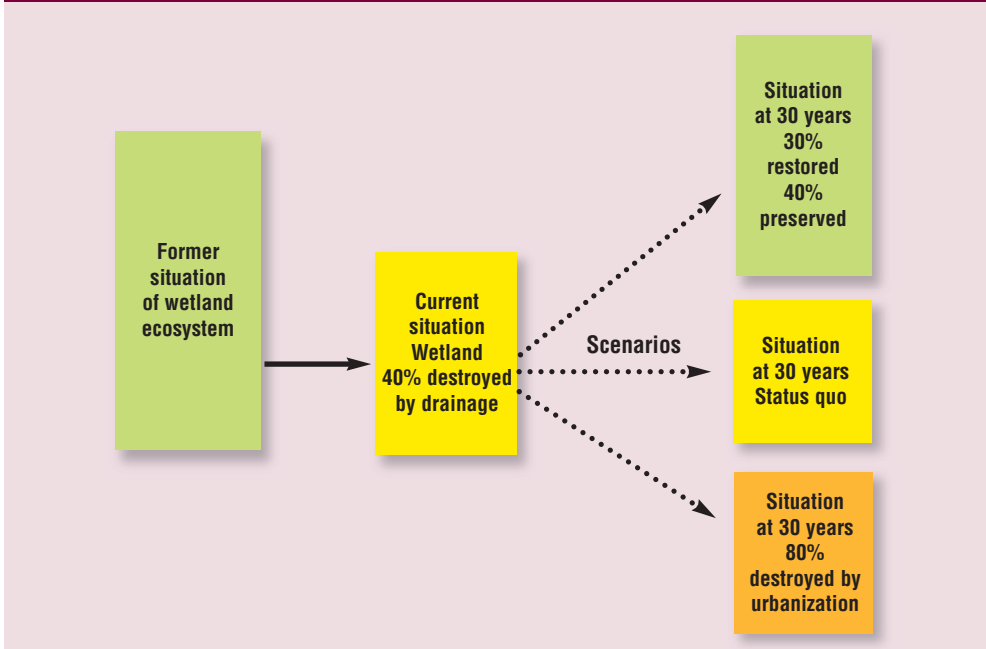 Former
situation
of wetland
ecosystem
Current
situation
Wetland
40% destroyed
by drainage
Scenarios
Situation
at 30 years
30%
restored
40%
preserved
Situation
at 30 years
Status quo
Situation
at 30 years
80%
destroyed by
urbanization